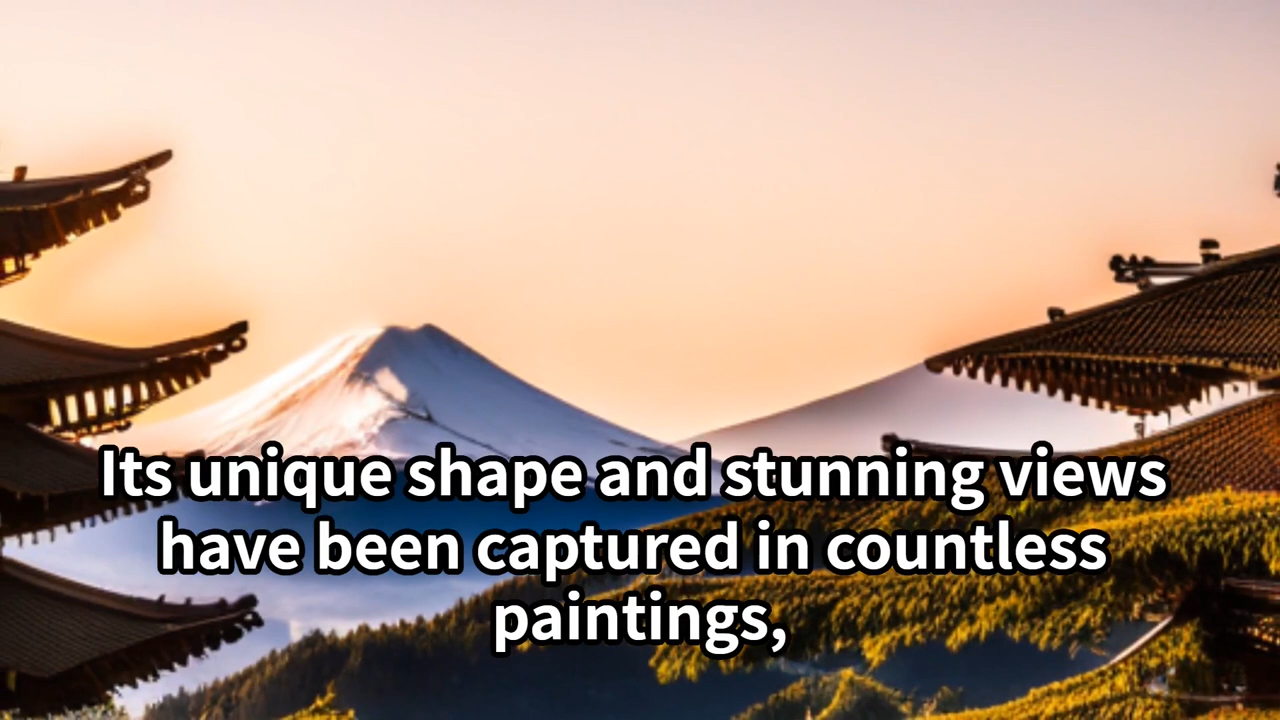 Its unique shape and stunning views
have been captured in countless
paintings,